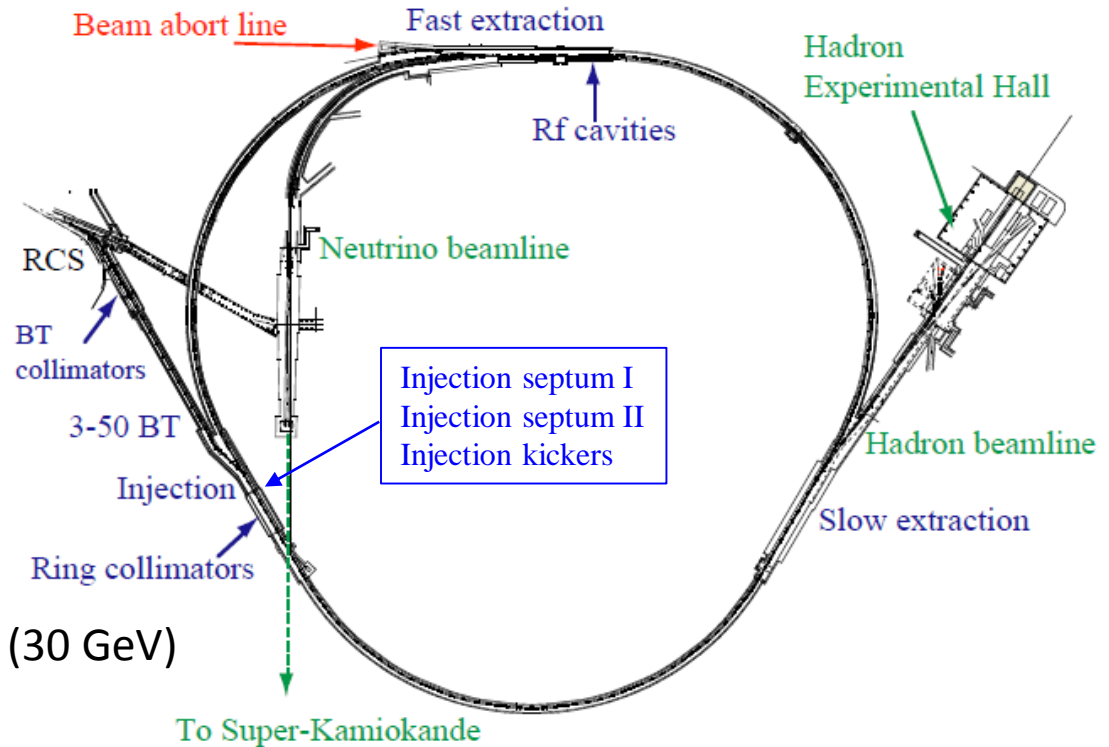 Fast extraction
Beam abort line
Hadron
Experimental Hall
Rf cavities
RCS
Neutrino beamline
BT
collimators
Injection septum I
Injection septum II
Injection kickers
3-50 BT
Hadron beamline
Injection
Slow extraction
Ring collimators
(30 GeV)
To Super-Kamiokande